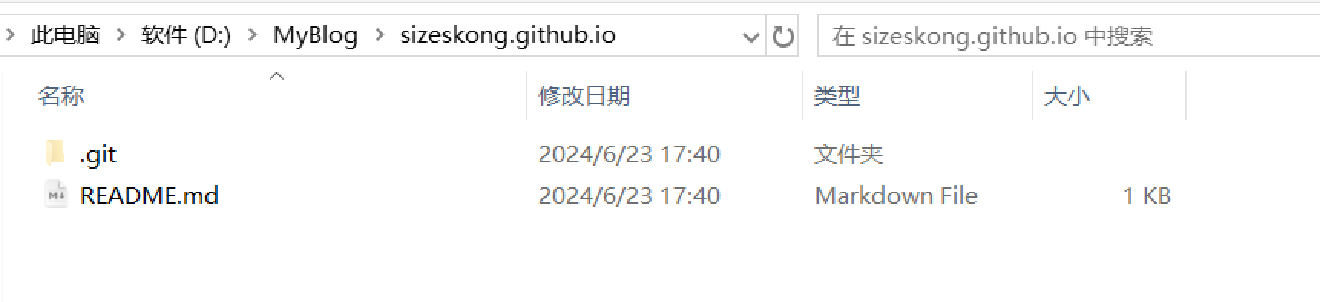 此电脑 软件 (D:) MyBlog sizeskong.github.io 在 sizeskong.github.io 中搜索
名称 修改日期 类型 大小
.git 2024/6/23 17:40 文件夹
README.md 2024/6/23 17:40 Markdown File 1 KB